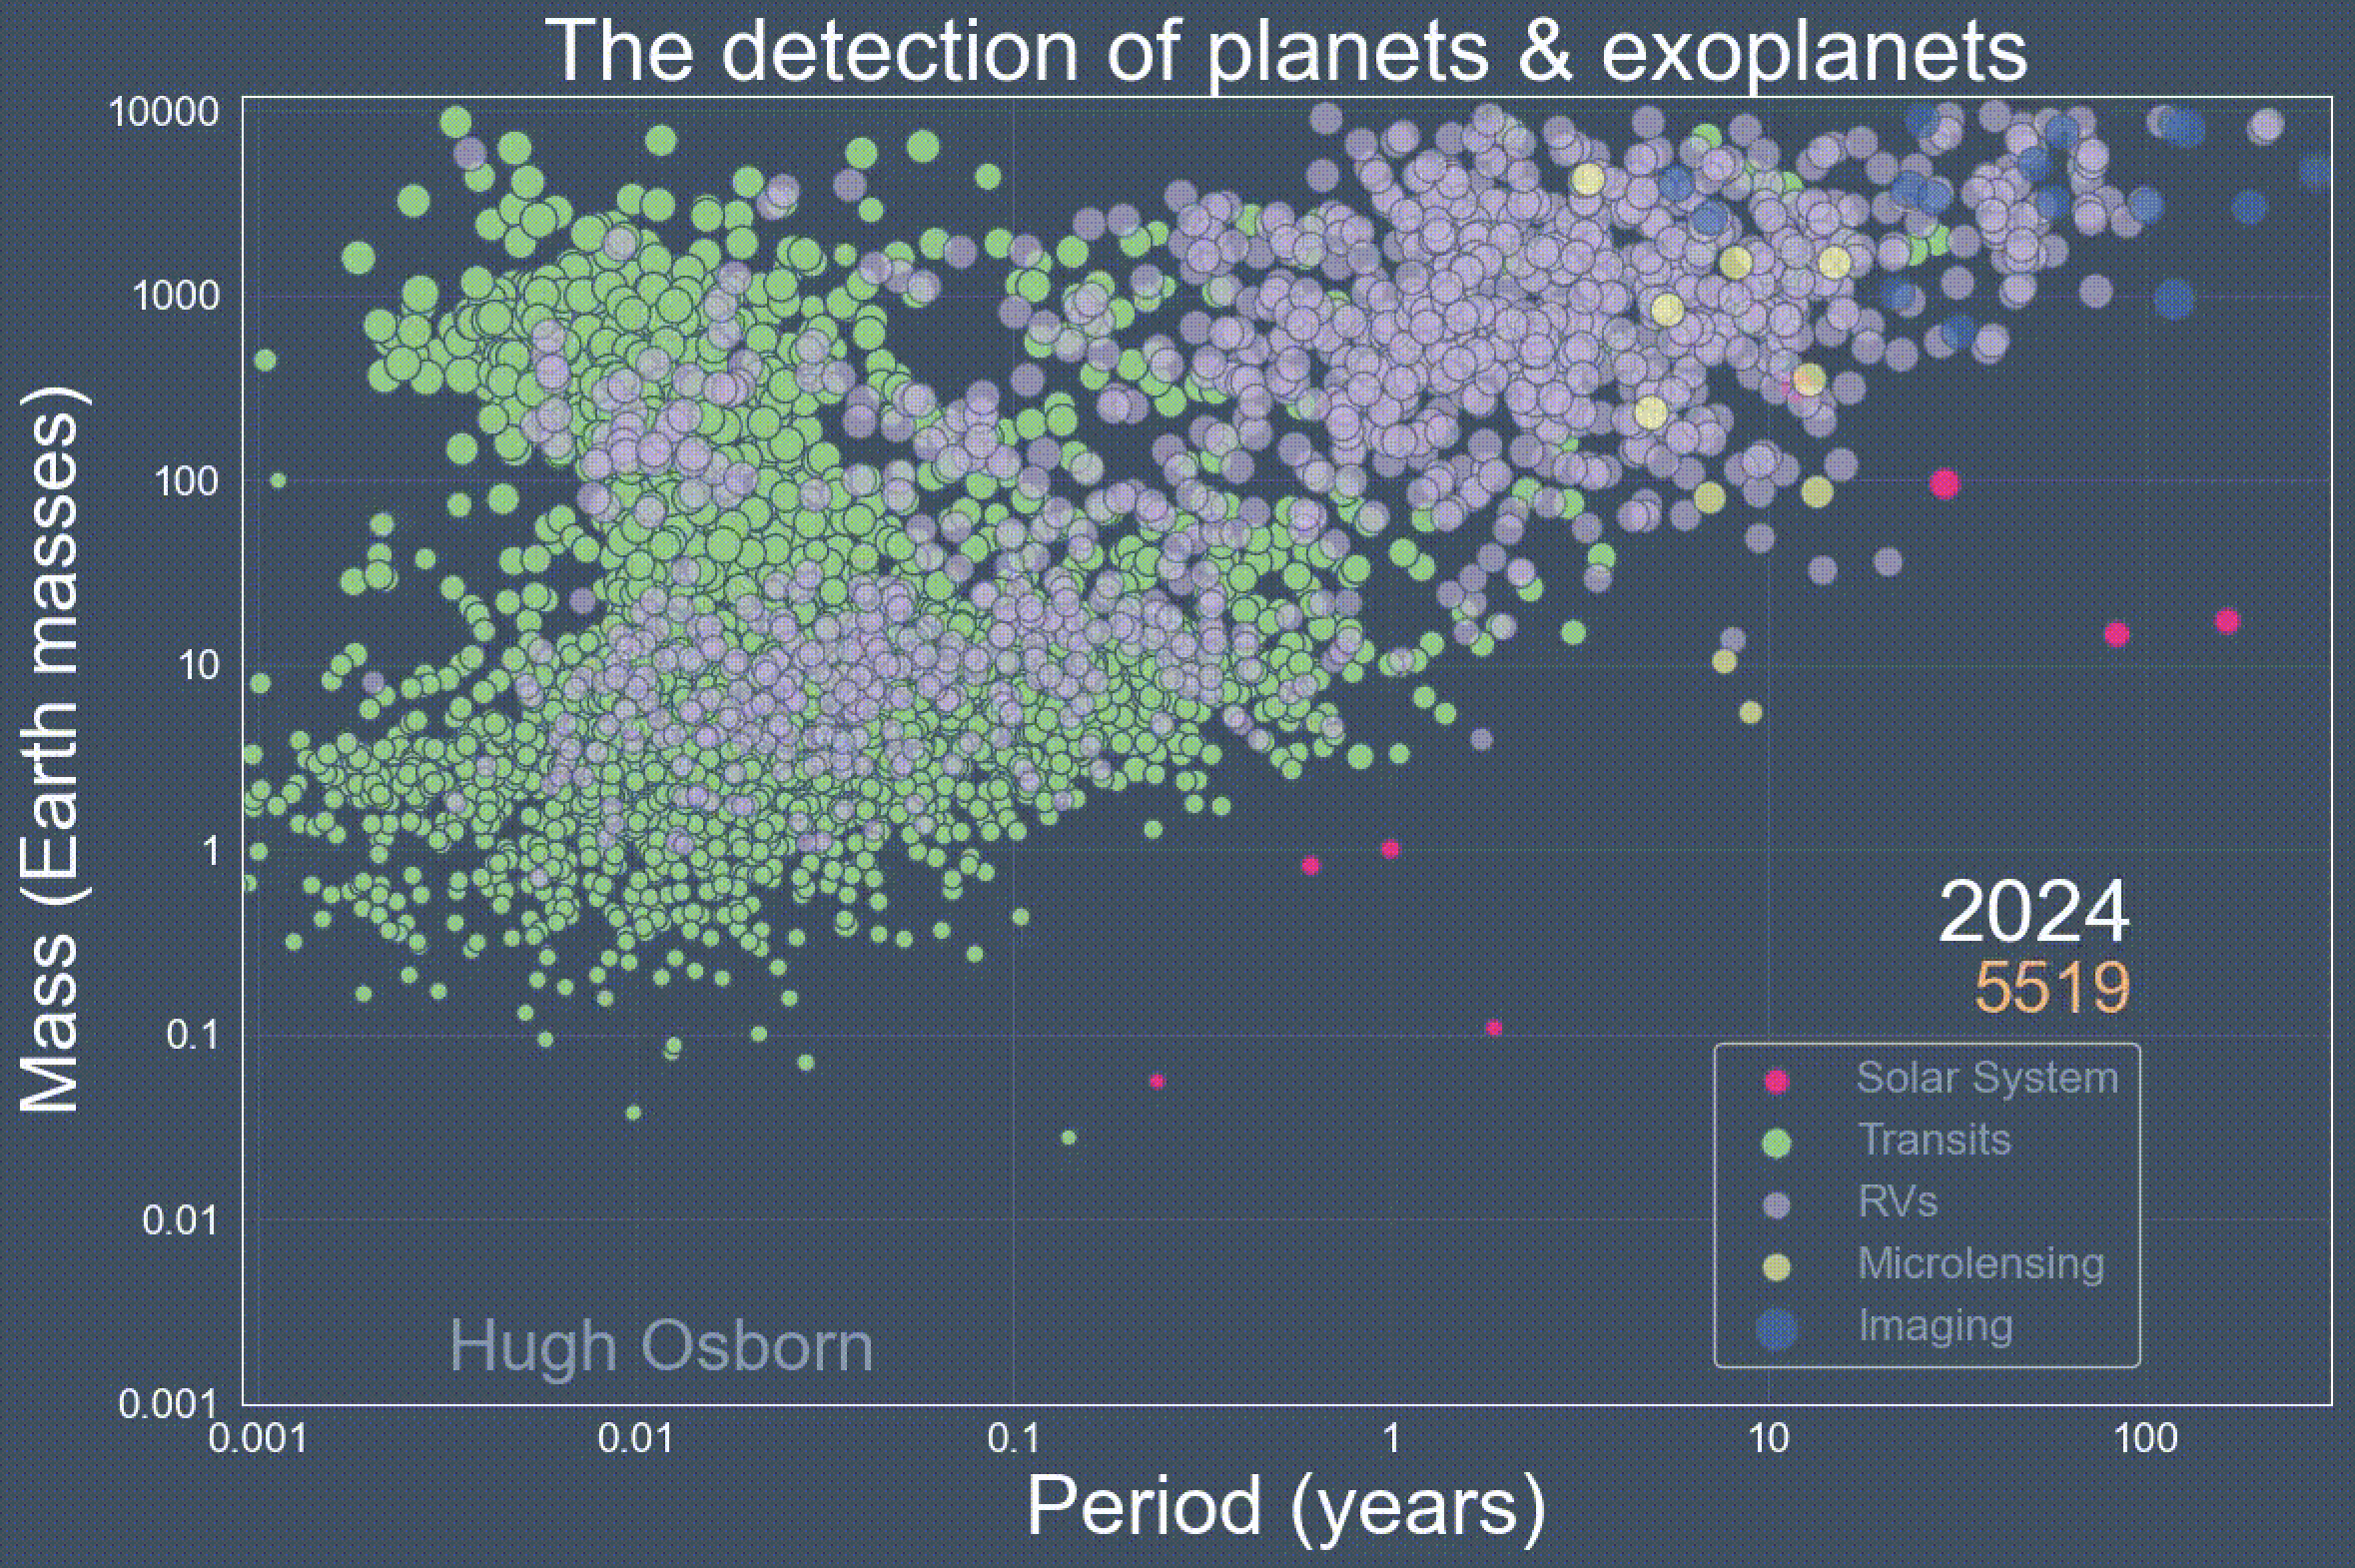 The detection of planets & exoplanets
10000
1000
100
10
1
0.1
0.01
0.001
Mass (Earth masses)
2024
5519
Solar System
Transits
RVs
Microlensing
Imaging
Hugh Osborn
0.001 0.01 0.1 1 10 100
Period (years)